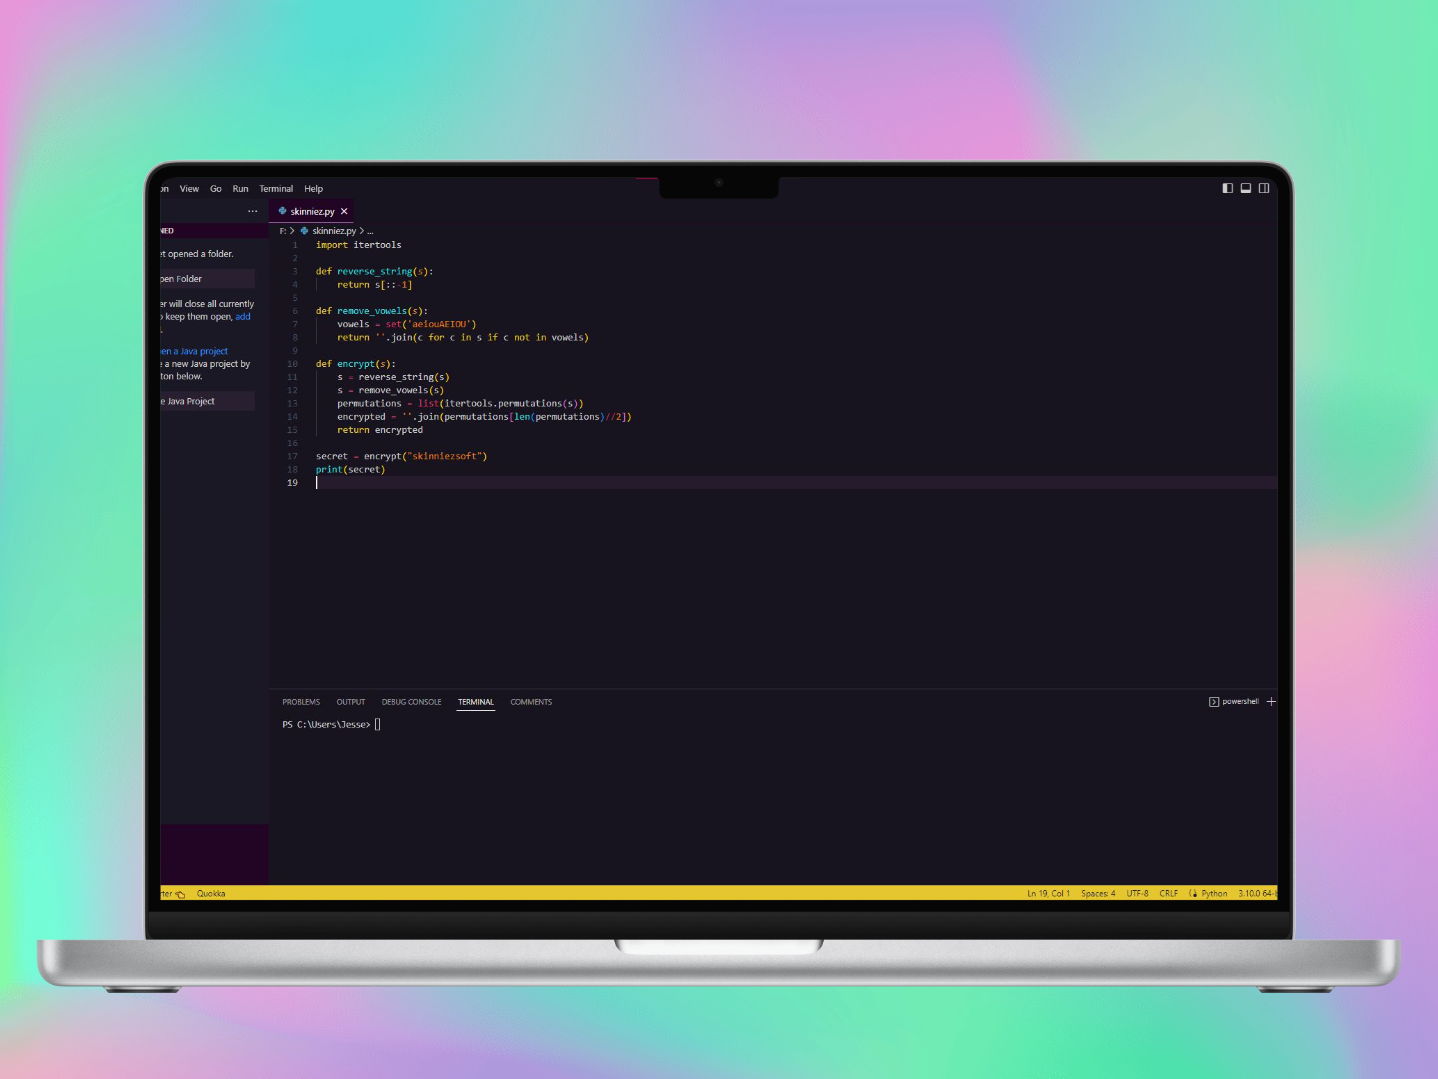 on View Go Run Terminal Help
... skinniez.py ×
NED
F: > skinniez.py > ...
et opened a folder.
pen Folder
er will close all currently
o keep them open, add
.
en a Java project
e a new Java project by
ton below.
e Java Project
1 import itertools
2
3 def reverse_string(s):
4 return s[::-1]
5
6 def remove_vowels(s):
7 vowels = set('aeiouAEIOU')
8 return ''.join(c for c in s if c not in vowels)
9
10 def encrypt(s):
11 s = reverse_string(s)
12 s = remove_vowels(s)
13 permutations = list(itertools.permutations(s))
14 encrypted = ''.join(permutations[len(permutations)//2])
15 return encrypted
16
17 secret = encrypt("skinniezsoft")
18 print(secret)
19
PROBLEMS OUTPUT DEBUG CONSOLE TERMINAL COMMENTS powershell +
PS C:\Users\Jesse>
rter Quokka Ln 19, Col 1 Spaces: 4 UTF-8 CRLF Python 3.10.0 64-